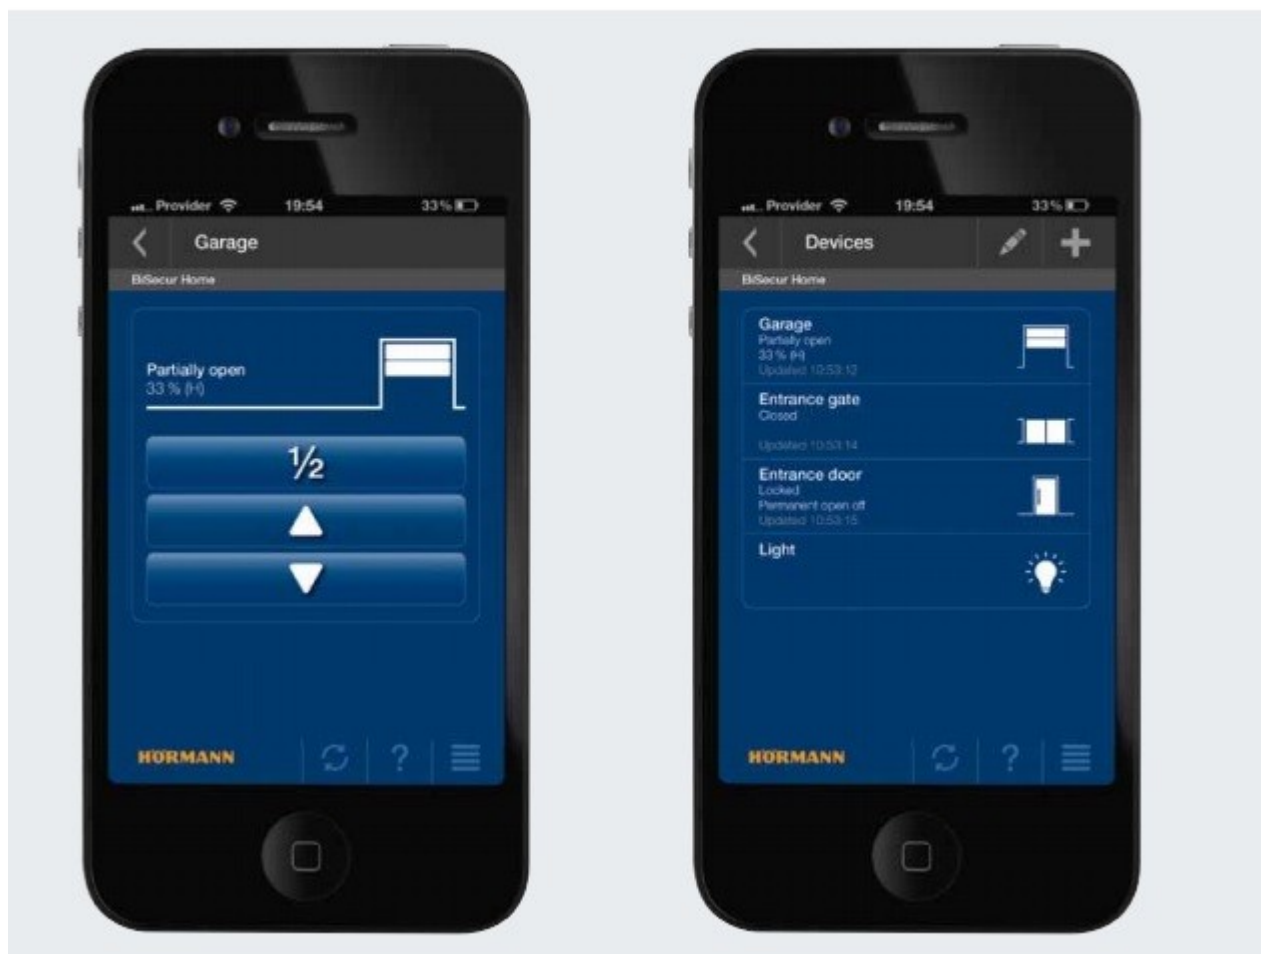 Provider 19:54 33%
Garage
BiSecur Home
Partially open
33 % (H)
½
HÖRMANN
?
Provider 19:54 33%
Devices
BiSecur Home
Garage
Partially open
33 % (H)
Updated 10:53:12
Entrance gate
Closed
Updated 10:53:14
Entrance door
Locked
Permanent open off
Updated 10:53:15
Light
HÖRMANN
?